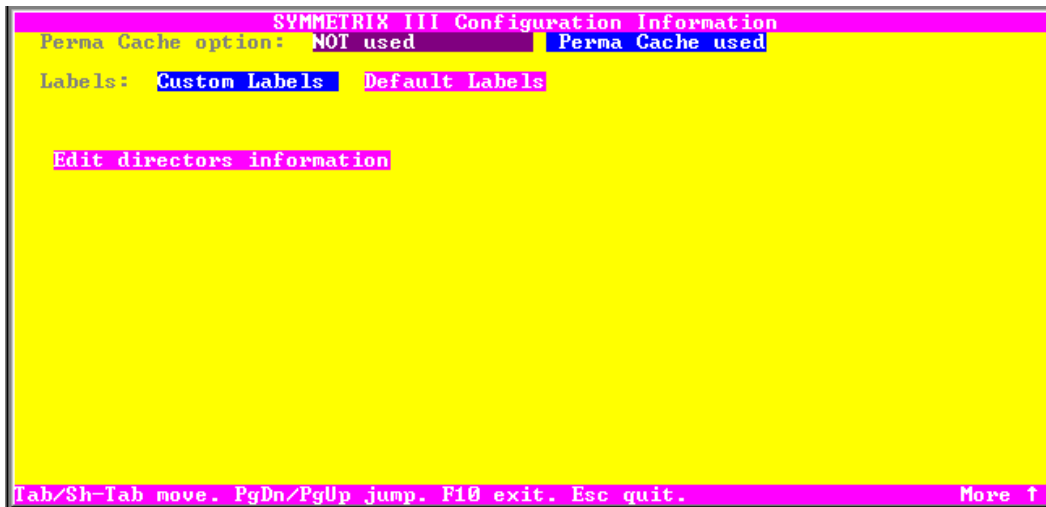 SYMMETRIX III Configuration Information
Perma Cache option: NOT used Perma Cache used
Labels: Custom Labels Default Labels
Edit directors information
Tab/Sh-Tab move. PgDn/PgUp jump. F10 exit. Esc quit. More ↑